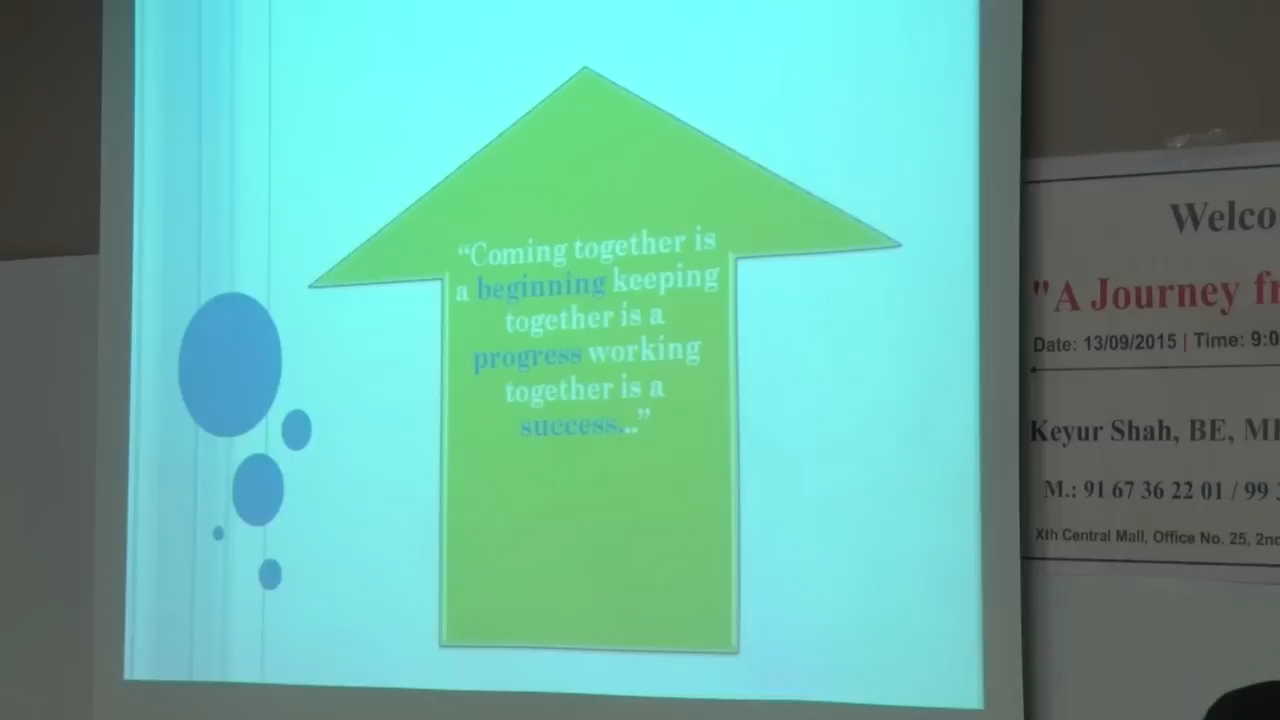 “Coming together is
a beginning keeping
together is a
progress working
together is a
success...”
Welco
"A Journey fr
Date: 13/09/2015 | Time: 9:0
Keyur Shah, BE, M
M.: 91 67 36 22 01 / 99 3
Xth Central Mall, Office No. 25, 2nd